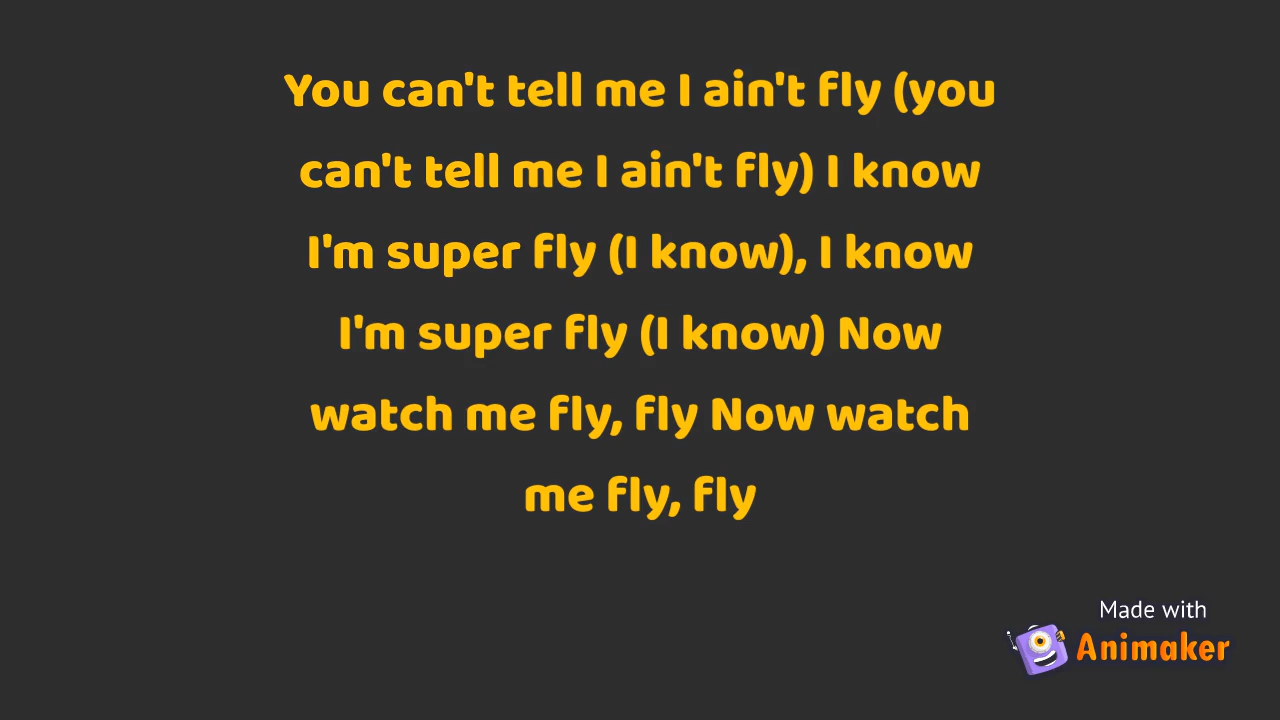 You can't tell me I ain't fly (you
can't tell me I ain't fly) I know
I'm super fly (I know), I know
I'm super fly (I know) Now
watch me fly, fly Now watch
me fly, fly
Made with
Animaker